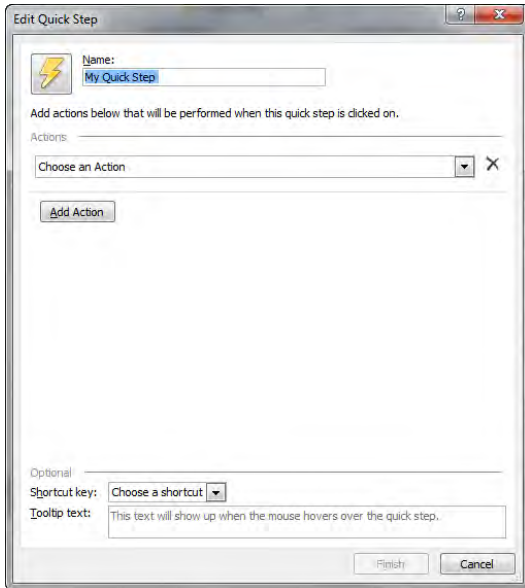 Edit Quick Step
?
Name:
My Quick Step
Add actions below that will be performed when this quick step is clicked on.
Actions
Choose an Action
Add Action
Optional
Shortcut key: Choose a shortcut
Tooltip text: This text will show up when the mouse hovers over the quick step.
Finish Cancel